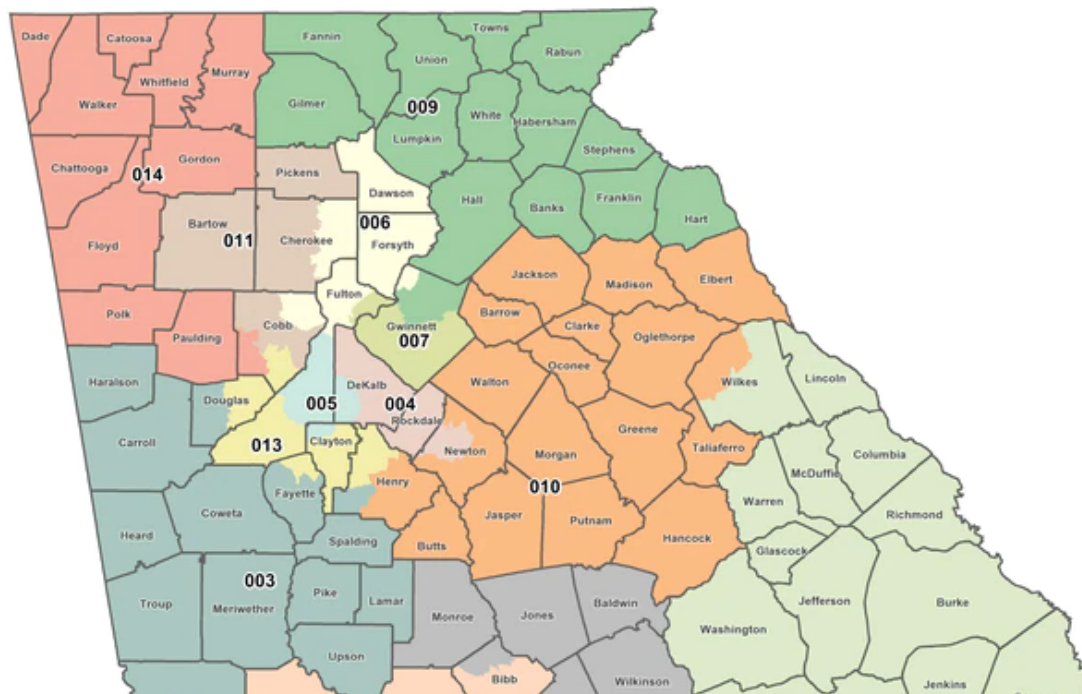 Dade
Catoosa
Fannin
Towns
Union
Rabun
Whitfield
Murray
Walker
Gilmer
009
White
Habersham
Lumpkin
Stephens
Chattooga
014
Gordon
Pickens
Dawson
Hall
Banks
Franklin
Hart
Bartow
011
Cherokee
006
Forsyth
Floyd
Jackson
Madison
Elbert
Fulton
Polk
Paulding
Cobb
Gwinnett
007
Barrow
Clarke
Oglethorpe
Oconee
Haralson
Douglas
DeKalb
005
004
Rockdale
Walton
Wilkes
Lincoln
Carroll
013
Clayton
Newton
Morgan
Greene
Taliaferro
Columbia
McDuffie
Henry
010
Fayette
Coweta
Jasper
Putnam
Warren
Richmond
Heard
Spalding
Butts
Hancock
Glascock
003
Troup
Meriwether
Pike
Lamar
Monroe
Jones
Baldwin
Jefferson
Burke
Washington
Upson
Bibb
Wilkinson
Jenkins